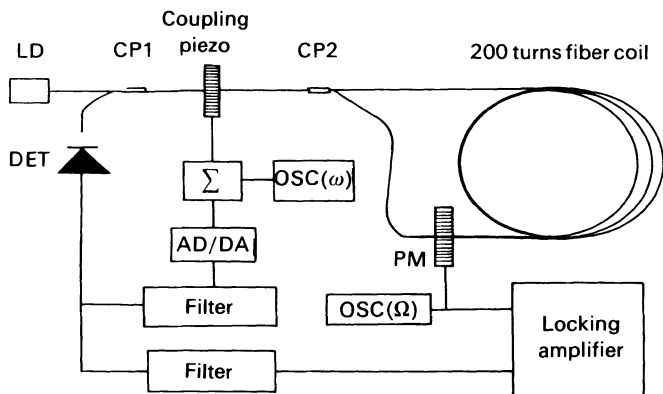 Coupling
piezo
LD
CP1
CP2
200 turns fiber coil
DET
Σ
OSC(ω)
AD/DA
PM
Filter
OSC(Ω)
Locking
amplifier
Filter